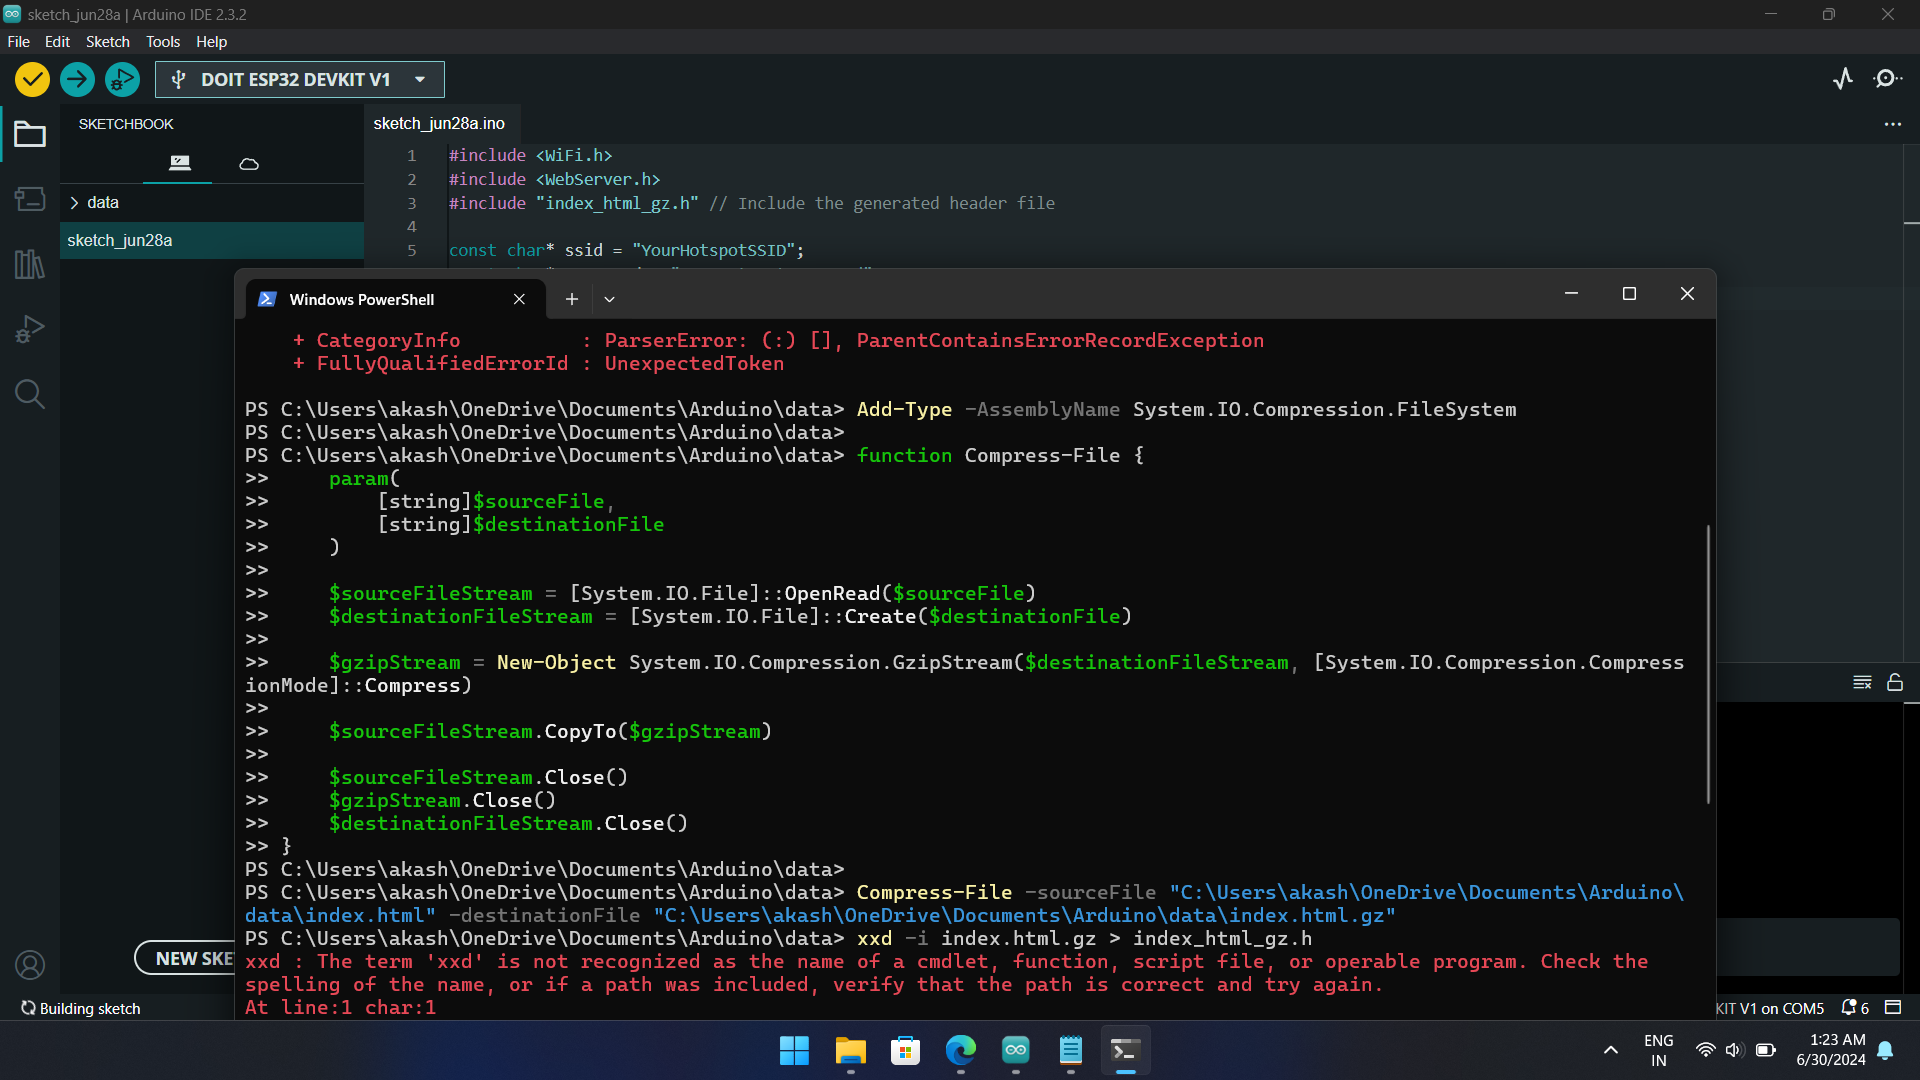 sketch_jun28a | Arduino IDE 2.3.2
File Edit Sketch Tools Help
DOIT ESP32 DEVKIT V1
SKETCHBOOK
data
sketch_jun28a
sketch_jun28a.ino
1 #include <WiFi.h>
2 #include <WebServer.h>
3 #include "index_html_gz.h" // Include the generated header file
4
5 const char* ssid = "YourHotspotSSID";
Windows PowerShell
+ CategoryInfo : ParserError: (:) [], ParentContainsErrorRecordException
+ FullyQualifiedErrorId : UnexpectedToken
PS C:\Users\akash\OneDrive\Documents\Arduino\data> Add-Type -AssemblyName System.IO.Compression.FileSystem
PS C:\Users\akash\OneDrive\Documents\Arduino\data>
PS C:\Users\akash\OneDrive\Documents\Arduino\data> function Compress-File {
>> param(
>> [string]$sourceFile,
>> [string]$destinationFile
>> )
>>
>> $sourceFileStream = [System.IO.File]::OpenRead($sourceFile)
>> $destinationFileStream = [System.IO.File]::Create($destinationFile)
>>
>> $gzipStream = New-Object System.IO.Compression.GzipStream($destinationFileStream, [System.IO.Compression.Compress
ionMode]::Compress)
>>
>> $sourceFileStream.CopyTo($gzipStream)
>>
>> $sourceFileStream.Close()
>> $gzipStream.Close()
>> $destinationFileStream.Close()
>> }
PS C:\Users\akash\OneDrive\Documents\Arduino\data>
PS C:\Users\akash\OneDrive\Documents\Arduino\data> Compress-File -sourceFile "C:\Users\akash\OneDrive\Documents\Arduino\
data\index.html" -destinationFile "C:\Users\akash\OneDrive\Documents\Arduino\data\index.html.gz"
PS C:\Users\akash\OneDrive\Documents\Arduino\data> xxd -i index.html.gz > index_html_gz.h
xxd : The term 'xxd' is not recognized as the name of a cmdlet, function, script file, or operable program. Check the
spelling of the name, or if a path was included, verify that the path is correct and try again.
At line:1 char:1
NEW SKE
Building sketch
KIT V1 on COM5
6
ENG
IN
1:23 AM
6/30/2024